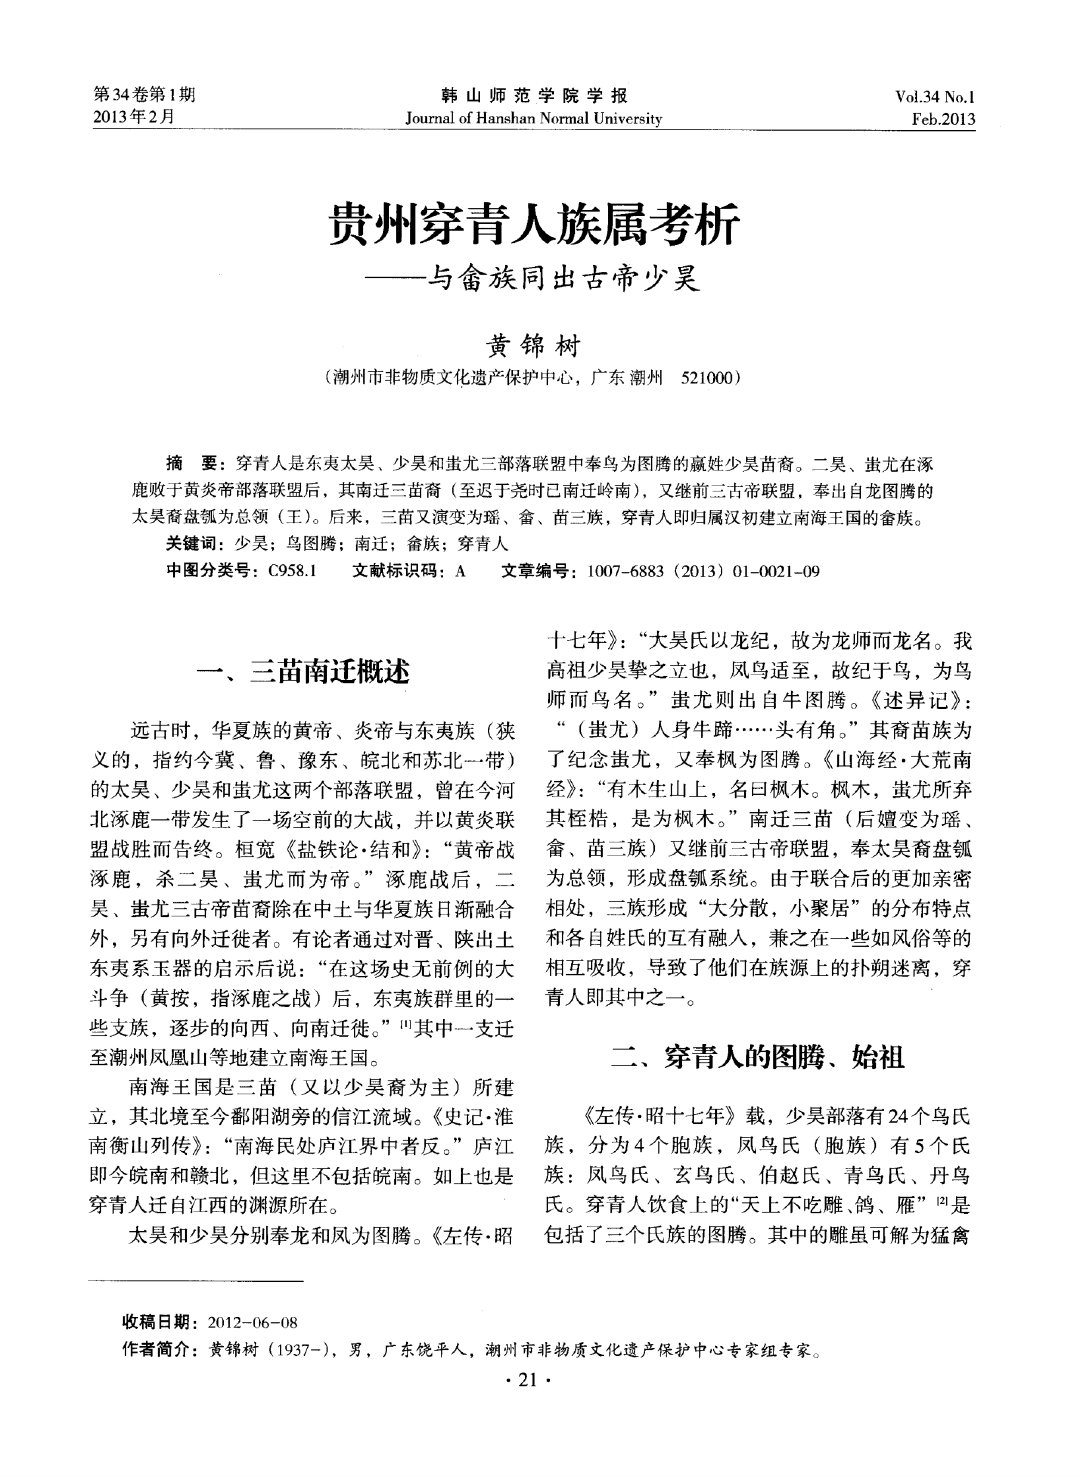 第34卷第1期
2013年2月
韩山师范学院学报
Journal of Hanshan Normal University
Vol.34 No.1
Feb.2013
贵州穿青人族属考析
——与畲族同出古帝少昊
黄锦树
（潮州市非物质文化遗产保护中心，广东 潮州 521000）
摘 要：穿青人是东夷太昊、少昊和蚩尤三部落联盟中奉鸟为图腾的嬴姓少昊苗裔。二昊、蚩尤在涿
鹿败于黄炎帝部落联盟后，其南迁三苗裔（至迟于尧时已南迁岭南），又继前三古帝联盟，奉出自龙图腾的
太昊裔盘瓠为总领（王）。后来，三苗又演变为瑶、畲、苗三族，穿青人即归属汉初建立南海王国的畲族。
关键词：少昊；鸟图腾；南迁；畲族；穿青人
中图分类号：C958.1 文献标识码：A 文章编号：1007-6883（2013）01-0021-09
一、三苗南迁概述
远古时，华夏族的黄帝、炎帝与东夷族（狭
义的，指约今冀、鲁、豫东、皖北和苏北一带）
的太昊、少昊和蚩尤这两个部落联盟，曾在今河
北涿鹿一带发生了一场空前的大战，并以黄炎联
盟战胜而告终。桓宽《盐铁论·结和》：“黄帝战
涿鹿，杀二昊、蚩尤而为帝。”涿鹿战后，二
昊、蚩尤三古帝苗裔除在中土与华夏族日渐融合
外，另有向外迁徙者。有论者通过对晋、陕出土
东夷系玉器的启示后说：“在这场史无前例的大
斗争（黄按，指涿鹿之战）后，东夷族群里的一
些支族，逐步的向西、向南迁徙。”[1]其中一支迁
至潮州凤凰山等地建立南海王国。
南海王国是三苗（又以少昊裔为主）所建
立，其北境至今鄱阳湖旁的信江流域。《史记·淮
南衡山列传》：“南海民处庐江界中者反。”庐江
即今皖南和赣北，但这里不包括皖南。如上也是
穿青人迁自江西的渊源所在。
太昊和少昊分别奉龙和凤为图腾。《左传·昭
十七年》：“大昊氏以龙纪，故为龙师而龙名。我
高祖少昊挚之立也，凤鸟适至，故纪于鸟，为鸟
师而鸟名。”蚩尤则出自牛图腾。《述异记》：
“（蚩尤）人身牛蹄……头有角。”其裔苗族为
了纪念蚩尤，又奉枫为图腾。《山海经·大荒南
经》：“有木生山上，名曰枫木。枫木，蚩尤所弃
其桎梏，是为枫木。”南迁三苗（后嬗变为瑶、
畲、苗三族）又继前三古帝联盟，奉太昊裔盘瓠
为总领，形成盘瓠系统。由于联合后的更加亲密
相处，三族形成“大分散，小聚居”的分布特点
和各自姓氏的互有融入，兼之在一些如风俗等的
相互吸收，导致了他们在族源上的扑朔迷离，穿
青人即其中之一。
二、穿青人的图腾、始祖
《左传·昭十七年》载，少昊部落有24个鸟氏
族，分为4个胞族，凤鸟氏（胞族）有5个氏
族：凤鸟氏、玄鸟氏、伯赵氏、青鸟氏、丹鸟
氏。穿青人饮食上的“天上不吃雕、鸽、雁”[2]是
包括了三个氏族的图腾。其中的雕虽可解为猛禽
收稿日期：2012-06-08
作者简介：黄锦树（1937-），男，广东饶平人，潮州市非物质文化遗产保护中心专家组专家。
·21·